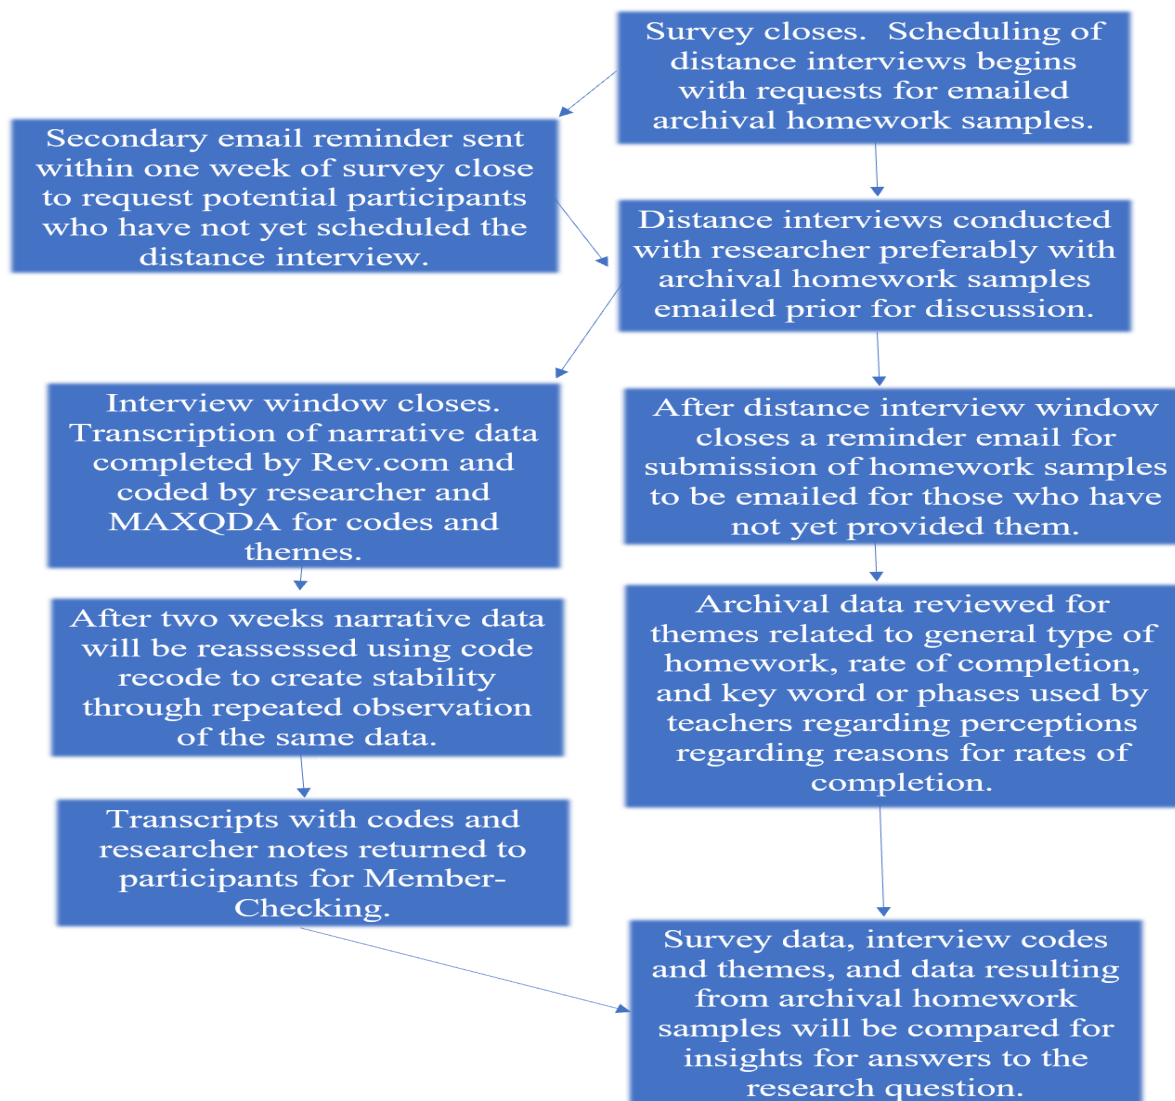 Survey closes.  Scheduling of
distance interviews begins
with requests for emailed
archival homework samples.
Secondary email reminder sent
within one week of survey close
to request potential participants
who have not yet scheduled the
distance interview.
Distance interviews conducted
with researcher preferably with
archival homework samples
emailed prior for discussion.
Interview window closes.
Transcription of narrative data
completed by Rev.com and
coded by researcher and
MAXQDA for codes and
themes.
After distance interview window
closes a reminder email for
submission of homework samples
to be emailed for those who have
not yet provided them.
After two weeks narrative data
will be reassessed using code
recode to create stability
through repeated observation
of the same data.
Archival data reviewed for
themes related to general type of
homework, rate of completion,
and key word or phases used by
teachers regarding perceptions
regarding reasons for rates of
completion.
Transcripts with codes and
researcher notes returned to
participants for Member-
Checking.
Survey data, interview codes
and themes, and data resulting
from archival homework
samples will be compared for
insights for answers to the
research question.